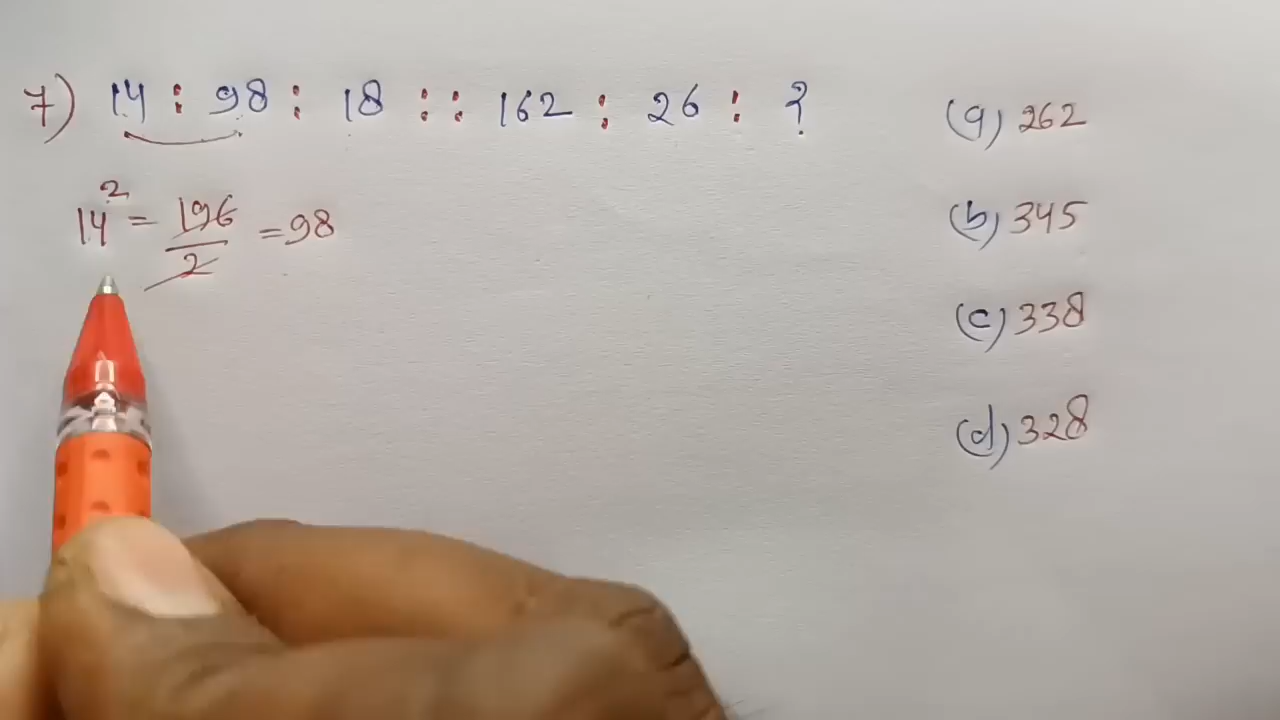 7) 14 : 98 : 18 :: 162 : 26 : ?
(a) 262
14² = 196/2 = 98
(b) 345
(c) 338
(d) 328